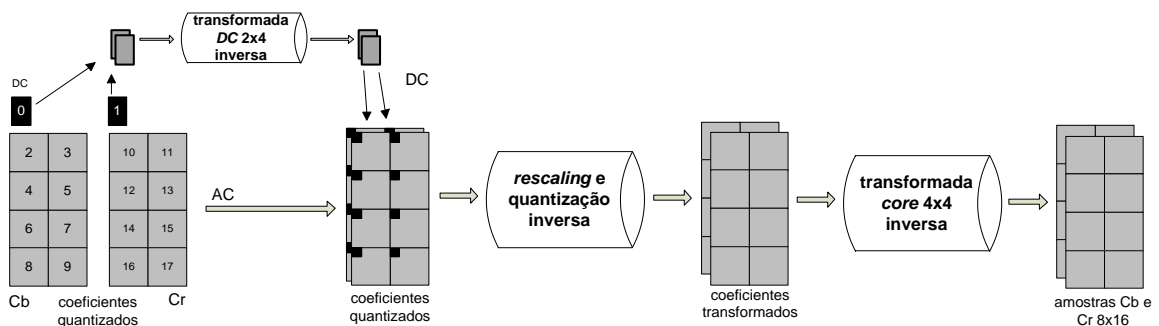 transformada
DC 2x4
inversa
DC
DC
0
1
2 3
4 5
6 7
8 9
10 11
12 13
14 15
16 17
Cb
coeficientes
quantizados
Cr
AC
coeficientes
quantizados
rescaling e
quantização
inversa
coeficientes
transformados
transformada
core 4x4
inversa
amostras Cb e
Cr 8x16